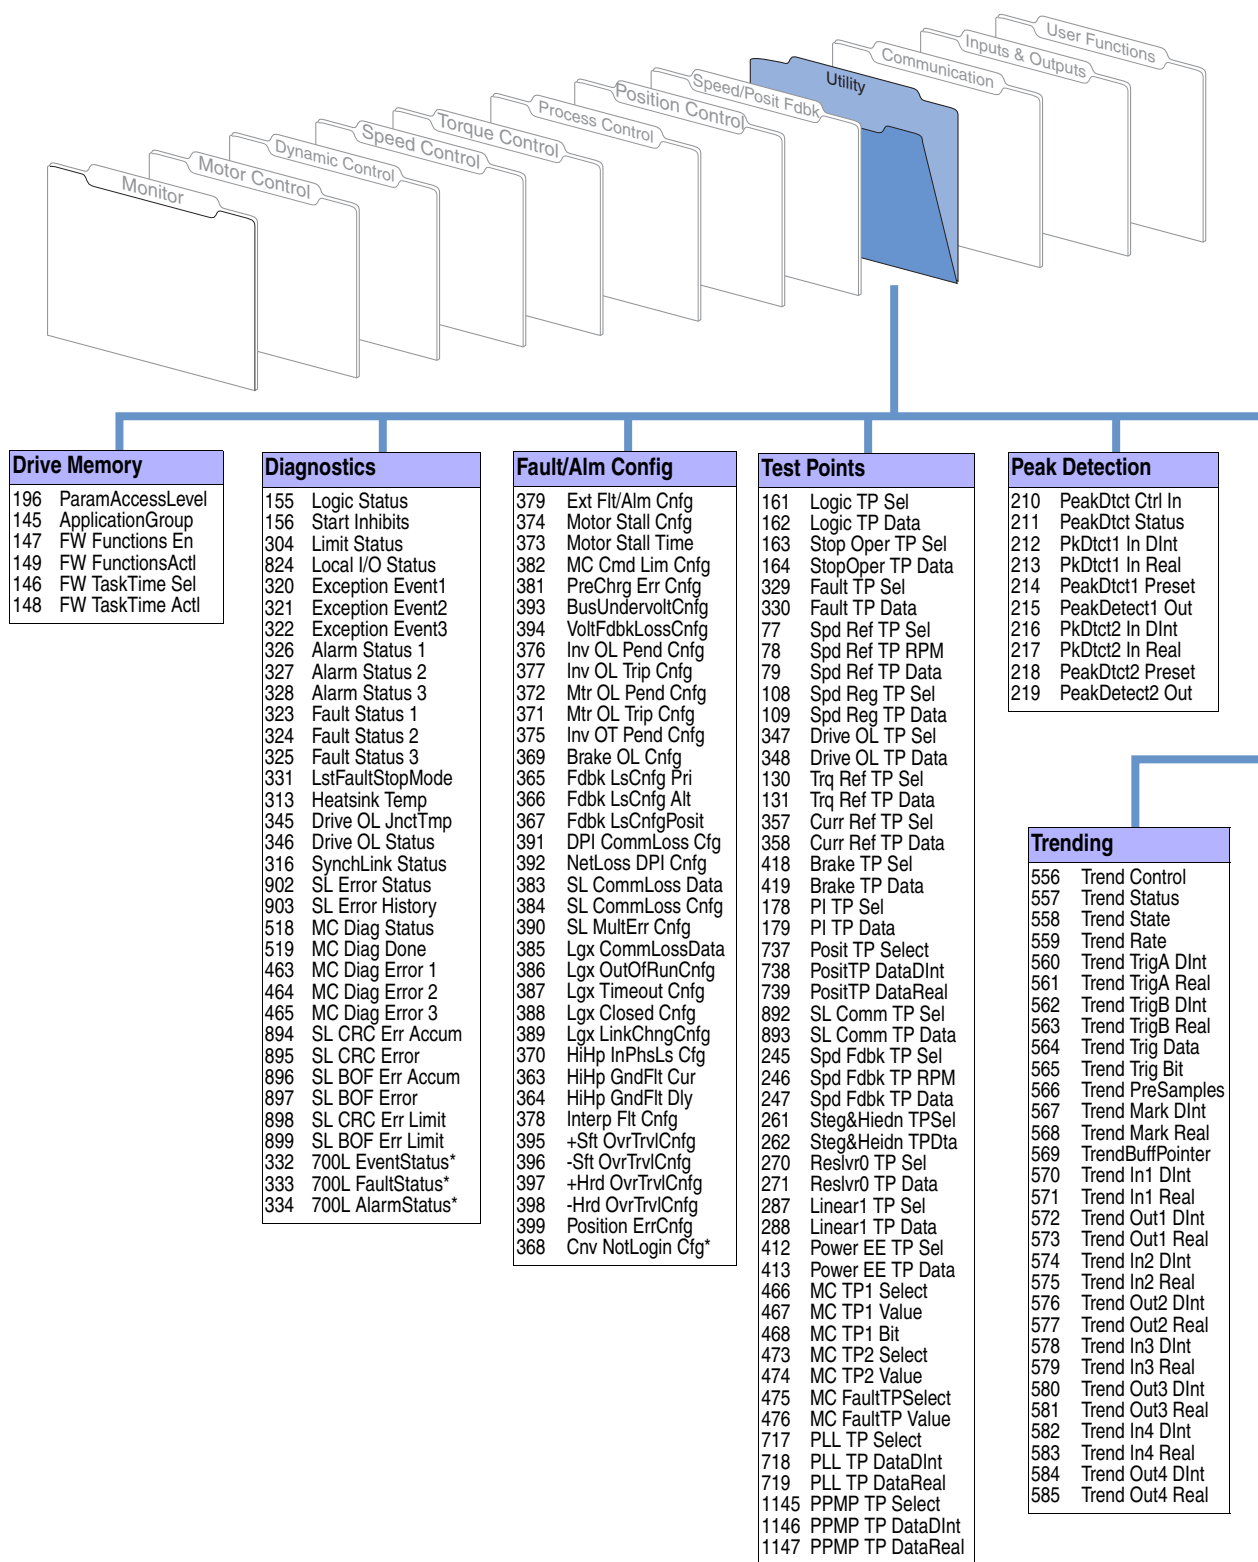 User Functions
Inputs & Outputs
Communication
Utility
Speed/Posit Fdbk
Position Control
Process Control
Torque Control
Speed Control
Dynamic Control
Motor Control
Monitor
Drive Memory
196 ParamAccessLevel
145 ApplicationGroup
147 FW Functions En
149 FW FunctionsActl
146 FW TaskTime Sel
148 FW TaskTime Actl
Diagnostics
155 Logic Status
156 Start Inhibits
304 Limit Status
824 Local I/O Status
320 Exception Event1
321 Exception Event2
322 Exception Event3
326 Alarm Status 1
327 Alarm Status 2
328 Alarm Status 3
323 Fault Status 1
324 Fault Status 2
325 Fault Status 3
331 LstFaultStopMode
313 Heatsink Temp
345 Drive OL JnctTmp
346 Drive OL Status
316 SynchLink Status
902 SL Error Status
903 SL Error History
518 MC Diag Status
519 MC Diag Done
463 MC Diag Error 1
464 MC Diag Error 2
465 MC Diag Error 3
894 SL CRC Err Accum
895 SL CRC Error
896 SL BOF Err Accum
897 SL BOF Error
898 SL CRC Err Limit
899 SL BOF Err Limit
332 700L EventStatus*
333 700L FaultStatus*
334 700L AlarmStatus*
Fault/Alm Config
379 Ext Flt/Alm Cnfg
374 Motor Stall Cnfg
373 Motor Stall Time
382 MC Cmd Lim Cnfg
381 PreChrg Err Cnfg
393 BusUndervoltCnfg
394 VoltFdbkLossCnfg
376 Inv OL Pend Cnfg
377 Inv OL Trip Cnfg
372 Mtr OL Pend Cnfg
371 Mtr OL Trip Cnfg
375 Inv OT Pend Cnfg
369 Brake OL Cnfg
365 Fdbk LsCnfg Pri
366 Fdbk LsCnfg Alt
367 Fdbk LsCnfgPosit
391 DPI CommLoss Cfg
392 NetLoss DPI Cnfg
383 SL CommLoss Data
384 SL CommLoss Cnfg
390 SL MultErr Cnfg
385 Lgx CommLossData
386 Lgx OutOfRunCnfg
387 Lgx Timeout Cnfg
388 Lgx Closed Cnfg
389 Lgx LinkChngCnfg
370 HiHp InPhsLs Cfg
363 HiHp GndFlt Cur
364 HiHp GndFlt Dly
378 Interp Flt Cnfg
395 +Sft OvrTrvlCnfg
396 -Sft OvrTrvlCnfg
397 +Hrd OvrTrvlCnfg
398 -Hrd OvrTrvlCnfg
399 Position ErrCnfg
368 Cnv NotLogin Cfg*
Test Points
161 Logic TP Sel
162 Logic TP Data
163 Stop Oper TP Sel
164 StopOper TP Data
329 Fault TP Sel
330 Fault TP Data
77 Spd Ref TP Sel
78 Spd Ref TP RPM
79 Spd Ref TP Data
108 Spd Reg TP Sel
109 Spd Reg TP Data
347 Drive OL TP Sel
348 Drive OL TP Data
130 Trq Ref TP Sel
131 Trq Ref TP Data
357 Curr Ref TP Sel
358 Curr Ref TP Data
418 Brake TP Sel
419 Brake TP Data
178 PI TP Sel
179 PI TP Data
737 Posit TP Select
738 PositTP DataDInt
739 PositTP DataReal
892 SL Comm TP Sel
893 SL Comm TP Data
245 Spd Fdbk TP Sel
246 Spd Fdbk TP RPM
247 Spd Fdbk TP Data
261 Steg&Hiedn TPSel
262 Steg&Heidn TPDta
270 Reslvr0 TP Sel
271 Reslvr0 TP Data
287 Linear1 TP Sel
288 Linear1 TP Data
412 Power EE TP Sel
413 Power EE TP Data
466 MC TP1 Select
467 MC TP1 Value
468 MC TP1 Bit
473 MC TP2 Select
474 MC TP2 Value
475 MC FaultTPSelect
476 MC FaultTP Value
717 PLL TP Select
718 PLL TP DataDInt
719 PLL TP DataReal
1145 PPMP TP Select
1146 PPMP TP DataDInt
1147 PPMP TP DataReal
Peak Detection
210 PeakDtct Ctrl In
211 PeakDtct Status
212 PkDtct1 In DInt
213 PkDtct1 In Real
214 PeakDtct1 Preset
215 PeakDetect1 Out
216 PkDtct2 In DInt
217 PkDtct2 In Real
218 PeakDtct2 Preset
219 PeakDetect2 Out
Trending
556 Trend Control
557 Trend Status
558 Trend State
559 Trend Rate
560 Trend TrigA DInt
561 Trend TrigA Real
562 Trend TrigB DInt
563 Trend TrigB Real
564 Trend Trig Data
565 Trend Trig Bit
566 Trend PreSamples
567 Trend Mark DInt
568 Trend Mark Real
569 TrendBuffPointer
570 Trend In1 DInt
571 Trend In1 Real
572 Trend Out1 DInt
573 Trend Out1 Real
574 Trend In2 DInt
575 Trend In2 Real
576 Trend Out2 DInt
577 Trend Out2 Real
578 Trend In3 DInt
579 Trend In3 Real
580 Trend Out3 DInt
581 Trend Out3 Real
582 Trend In4 DInt
583 Trend In4 Real
584 Trend Out4 DInt
585 Trend Out4 Real